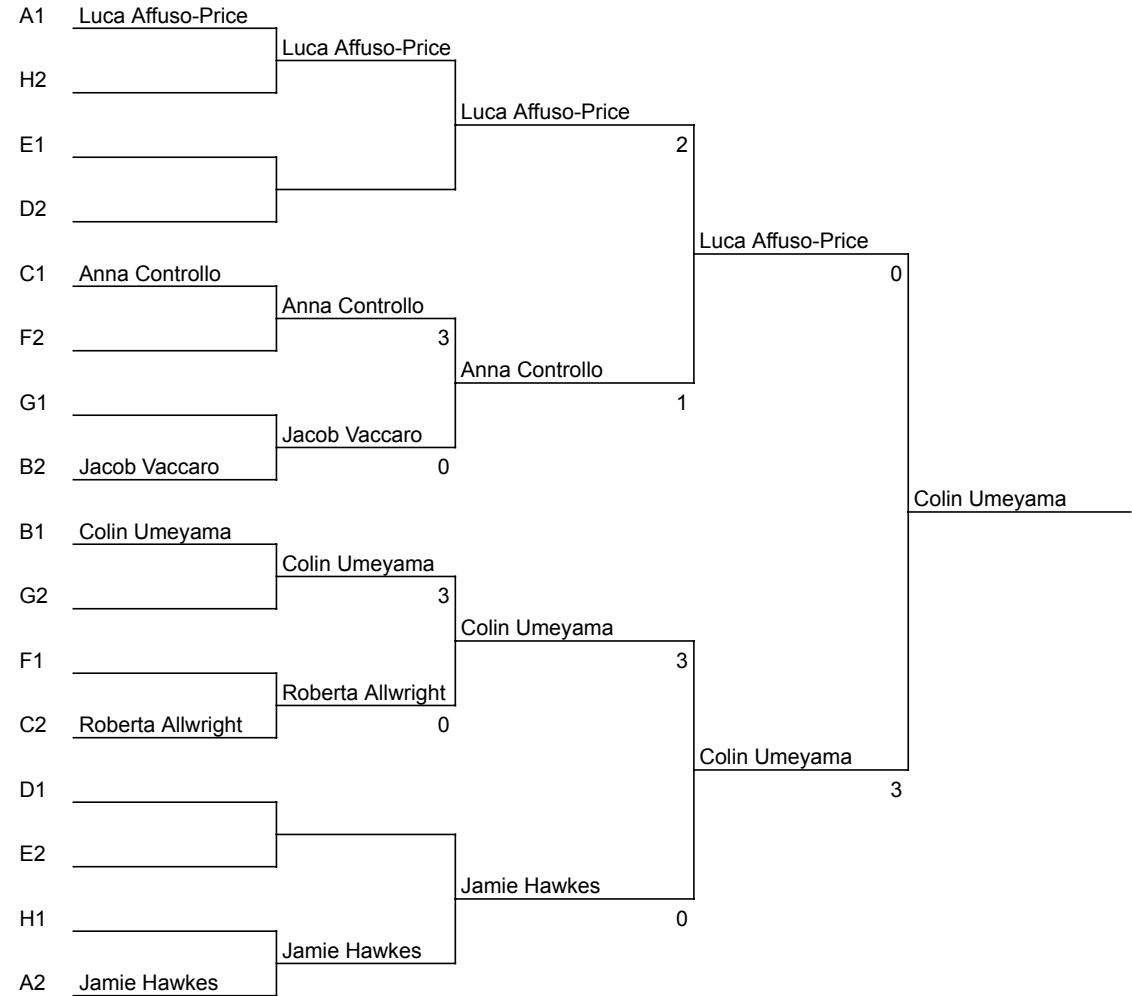 A1 Luca Affuso-Price
Luca Affuso-Price
H2
Luca Affuso-Price
E1
2
D2
Luca Affuso-Price
C1 Anna Controllo
0
Anna Controllo
F2
3
Anna Controllo
G1
1
Jacob Vaccaro
B2 Jacob Vaccaro
0
Colin Umeyama
B1 Colin Umeyama
Colin Umeyama
G2
3
Colin Umeyama
F1
3
Roberta Allwright
C2 Roberta Allwright
0
Colin Umeyama
D1
3
E2
Jamie Hawkes
H1
0
Jamie Hawkes
A2 Jamie Hawkes